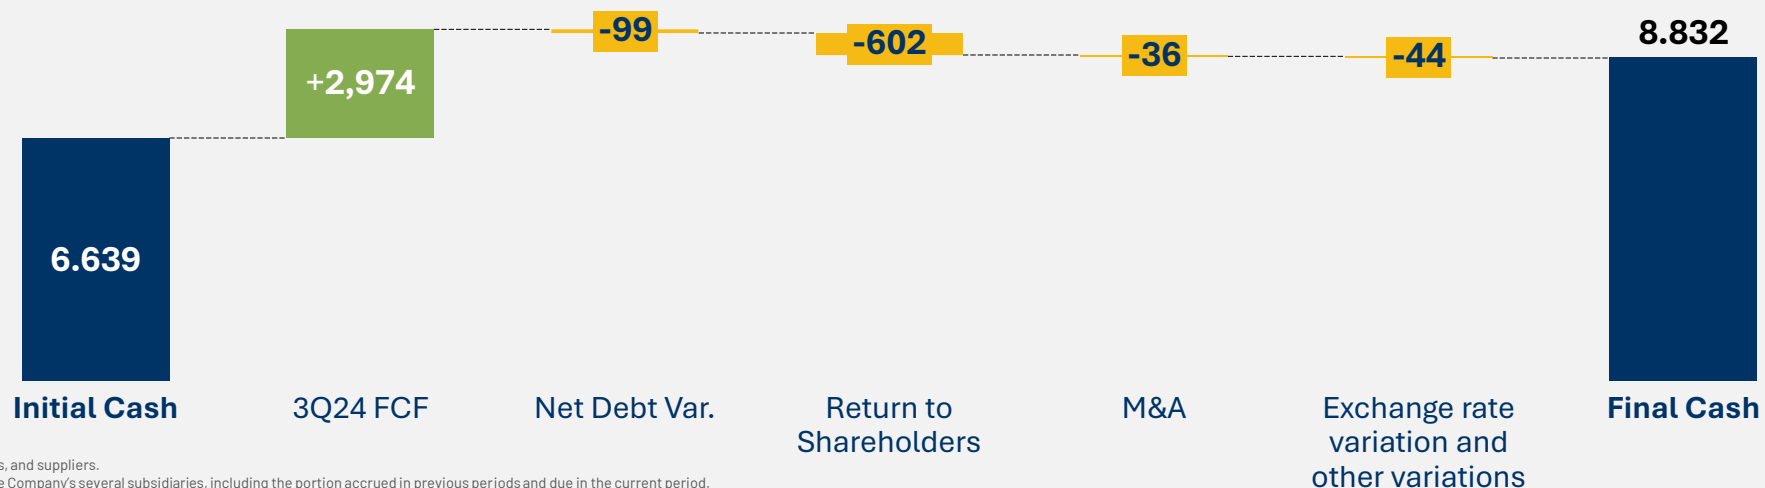 -99
8.832
-602
-36
-44
+2,974
6.639
Initial Cash
3Q24 FCF
Net Debt Var.
Return to
Shareholders
M&A
Exchange rate
variation and
other variations
Final Cash
s, and suppliers.
e Company's several subsidiaries, including the portion accrued in previous periods and due in the current period.